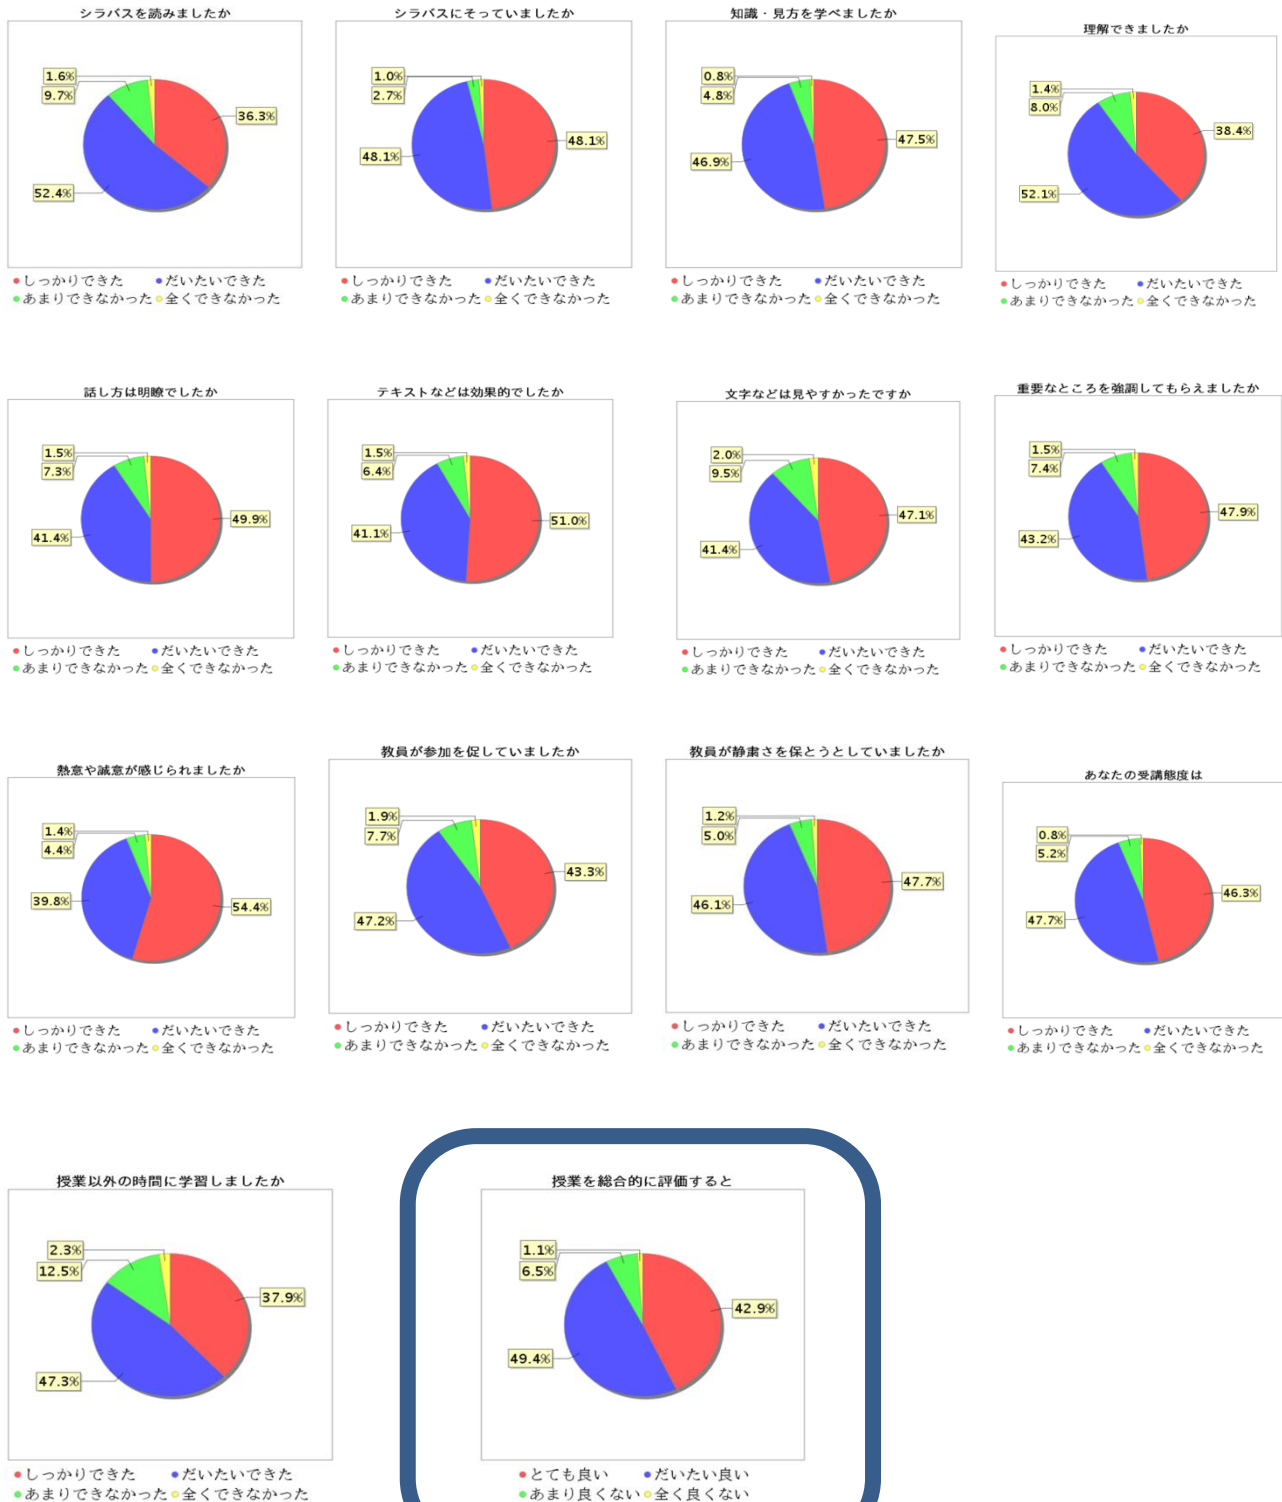 シラバスを読みましたか
1.6%
9.7%
36.3%
52.4%
しっかりできた だいたいできた
あまりできなかった 全くできなかった
シラバスにそっていましたか
1.0%
2.7%
48.1%
48.1%
しっかりできた だいたいできた
あまりできなかった 全くできなかった
知識・見方を学べましたか
0.8%
4.8%
47.5%
46.9%
しっかりできた だいたいできた
あまりできなかった 全くできなかった
理解できましたか
1.4%
8.0%
38.4%
52.1%
しっかりできた だいたいできた
あまりできなかった 全くできなかった
話し方は明瞭でしたか
1.5%
7.3%
49.9%
41.4%
しっかりできた だいたいできた
あまりできなかった 全くできなかった
テキストなどは効果的でしたか
1.5%
6.4%
51.0%
41.1%
しっかりできた だいたいできた
あまりできなかった 全くできなかった
文字などは見やすかったですか
2.0%
9.5%
47.1%
41.4%
しっかりできた だいたいできた
あまりできなかった 全くできなかった
重要なところを強調してもらえましたか
1.5%
7.4%
47.9%
43.2%
しっかりできた だいたいできた
あまりできなかった 全くできなかった
熱意や誠意が感じられましたか
1.4%
4.4%
39.8%
54.4%
しっかりできた だいたいできた
あまりできなかった 全くできなかった
教員が参加を促していましたか
1.9%
7.7%
43.3%
47.2%
しっかりできた だいたいできた
あまりできなかった 全くできなかった
教員が静粛さを保とうとしていましたか
1.2%
5.0%
47.7%
46.1%
しっかりできた だいたいできた
あまりできなかった 全くできなかった
あなたの受講態度は
0.8%
5.2%
46.3%
47.7%
しっかりできた だいたいできた
あまりできなかった 全くできなかった
授業以外の時間に学習しましたか
2.3%
12.5%
37.9%
47.3%
しっかりできた だいたいできた
あまりできなかった 全くできなかった
授業を総合的に評価すると
1.1%
6.5%
42.9%
49.4%
とても良い だいたい良い
あまり良くない 全く良くない